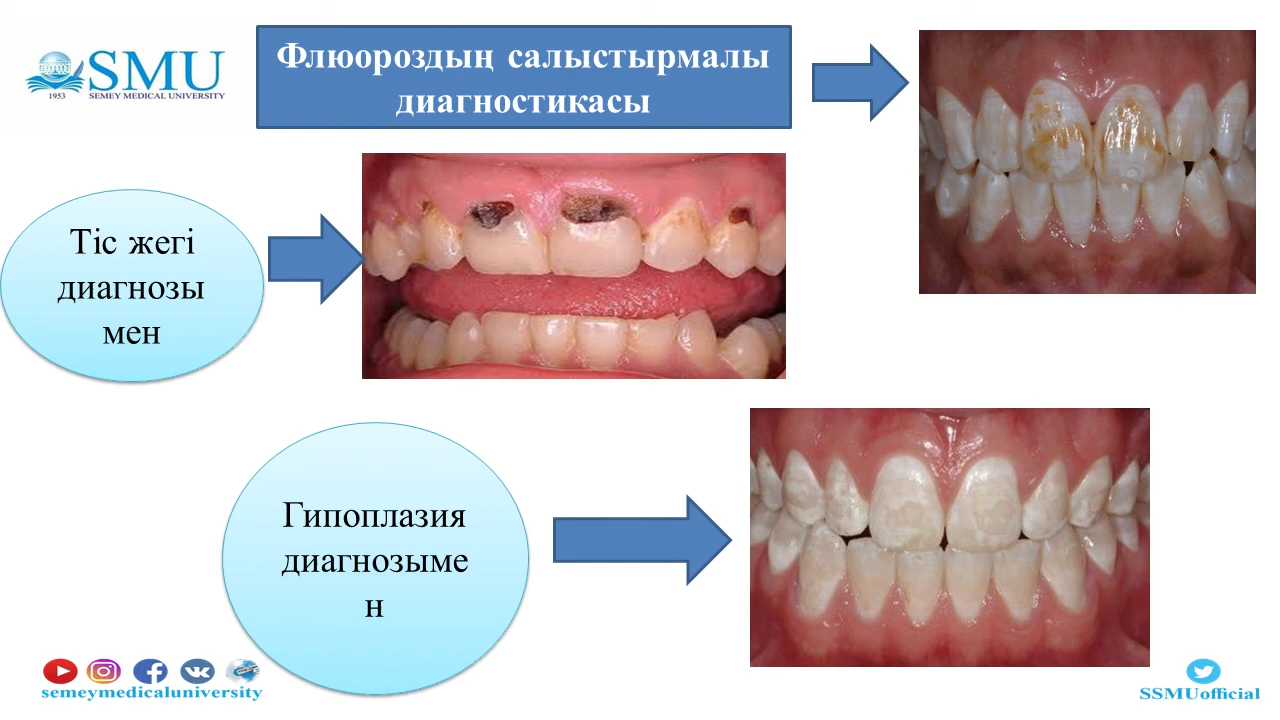 SMU
1953 SEMEY MEDICAL UNIVERSITY
Флюороздың салыстырмалы
диагностикасы
Тіс жегі
диагнозы
мен
Гипоплазия
диагнозыме
н
semeymedicaluniversity
SSMUofficial